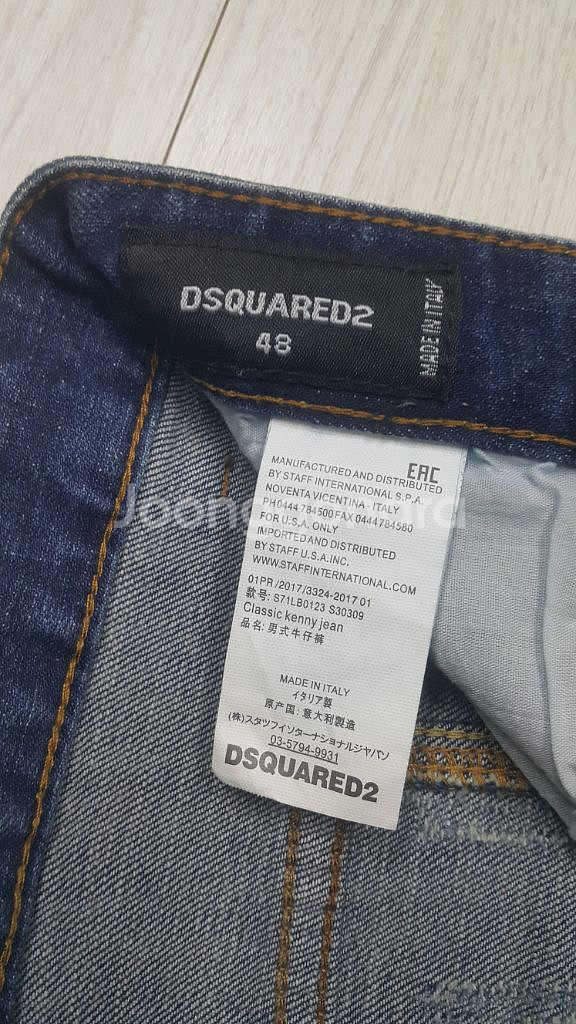 DSQUARED2
48
MADE IN ITALY
EAC
MANUFACTURED AND DISTRIBUTED
BY STAFF INTERNATIONAL S.P.A.
NOVENTA VICENTINA - ITALY
PH 0444 784500 FAX 0444 784580
FOR U.S.A. ONLY
IMPORTED AND DISTRIBUTED
BY STAFF U.S.A.INC.
WWW.STAFFINTERNATIONAL.COM
01PR/2017/3324-2017 01
款号: S71LB0123 S30309
Classic kenny jean
品名: 男式牛仔裤
MADE IN ITALY
イタリア製
原产国: 意大利製造
(株)スタッフインターナショナルジャパン
03-5794-9931
DSQUARED2